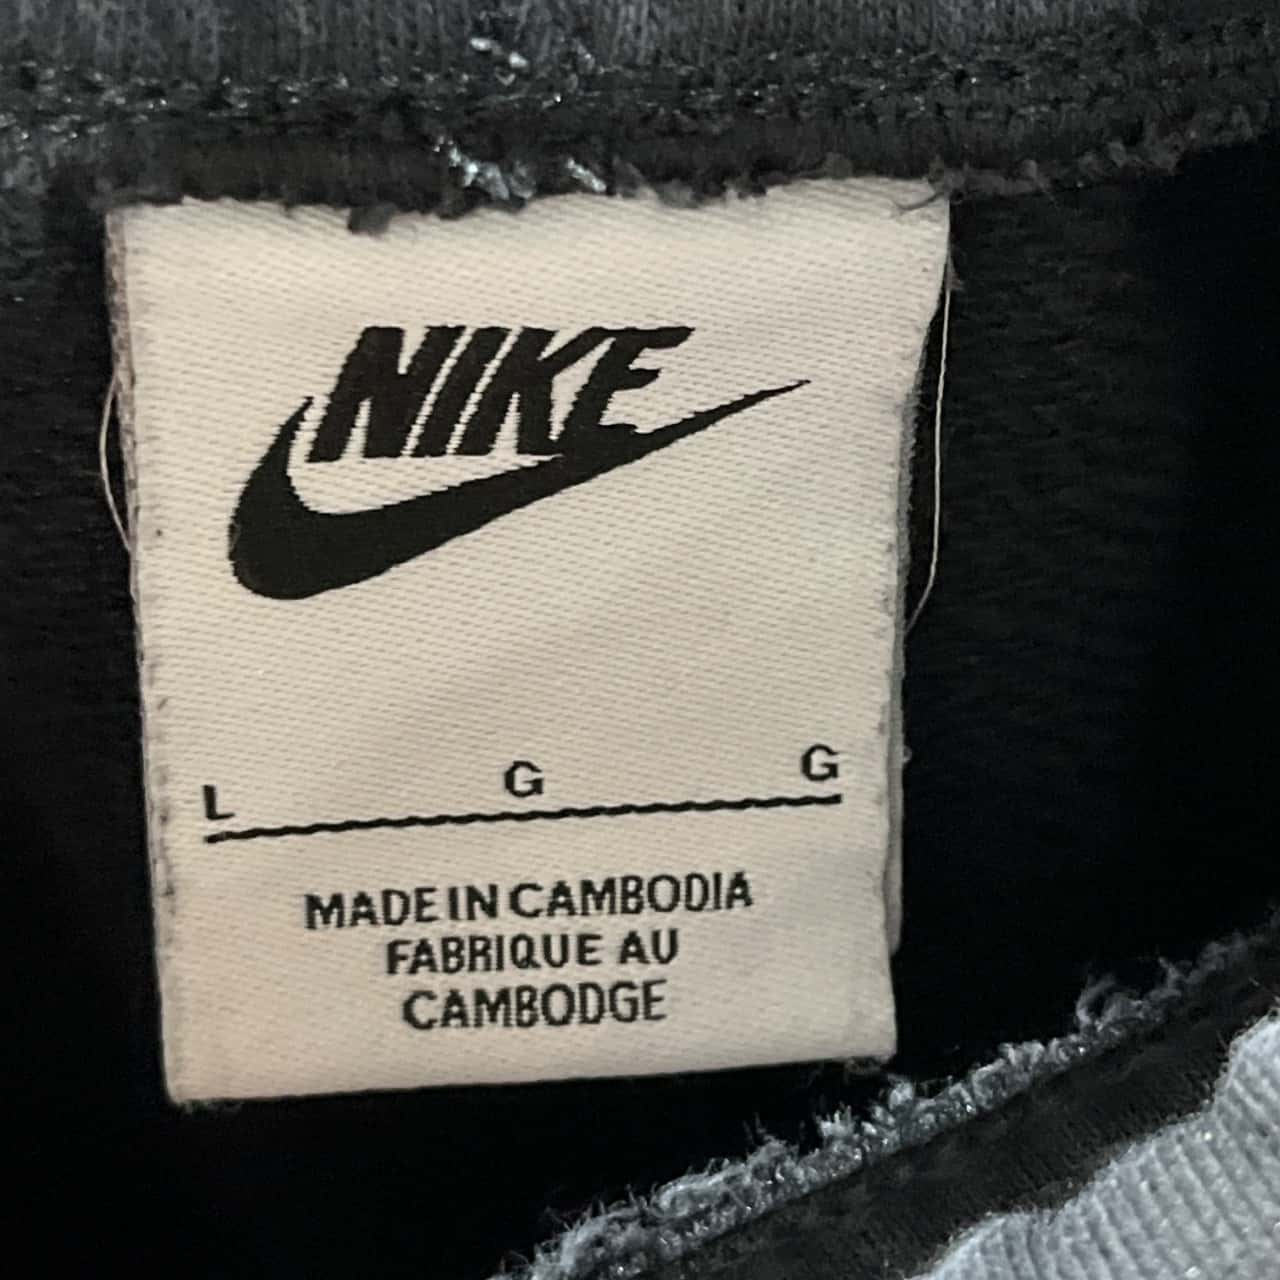 NIKE
L G G
MADE IN CAMBODIA
FABRIQUE AU
CAMBODGE